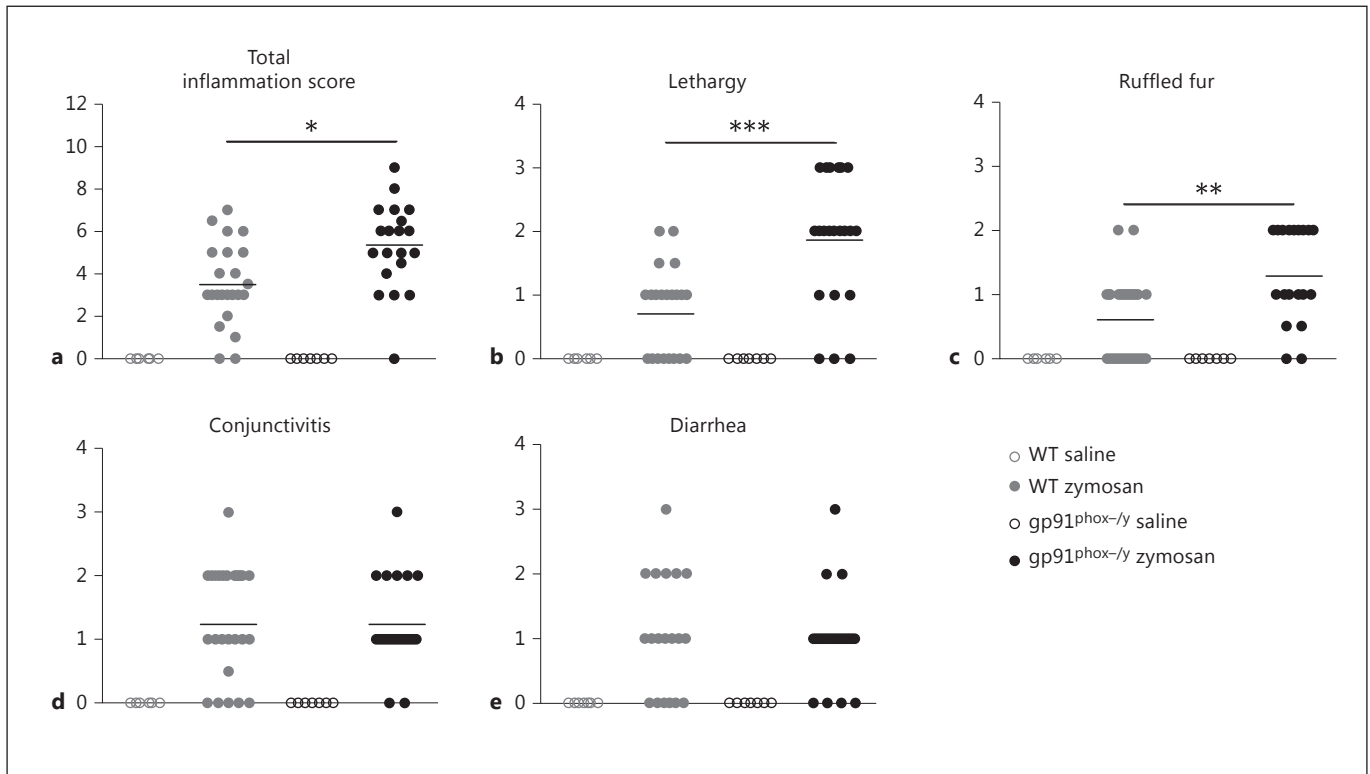 Total
inflammation score
12
10
8
6
4
2
0
*
a
Lethargy
4
3
2
1
0
***
b
Ruffled fur
4
3
2
1
0
**
c
Conjunctivitis
4
3
2
1
0
d
Diarrhea
4
3
2
1
0
e
WT saline
WT zymosan
gp91phox–/y saline
gp91phox–/y zymosan